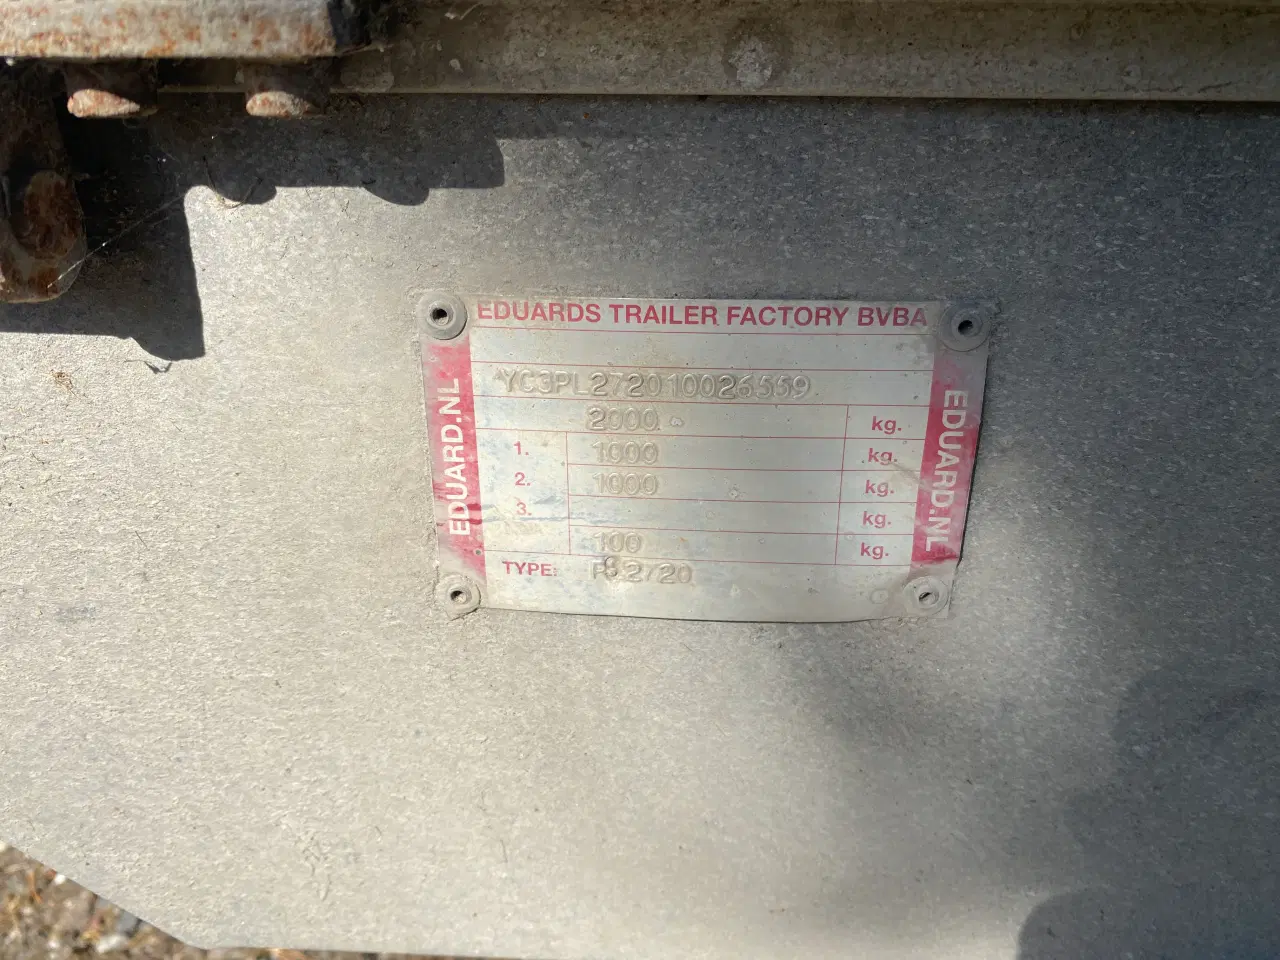 EDUARDS TRAILER FACTORY BVBA
EDUARD.NL
YC3PL272010026559
2000 kg.
1. 1000 kg.
2. 1000 kg.
3. kg.
100 kg.
TYPE:
EDUARD.NL